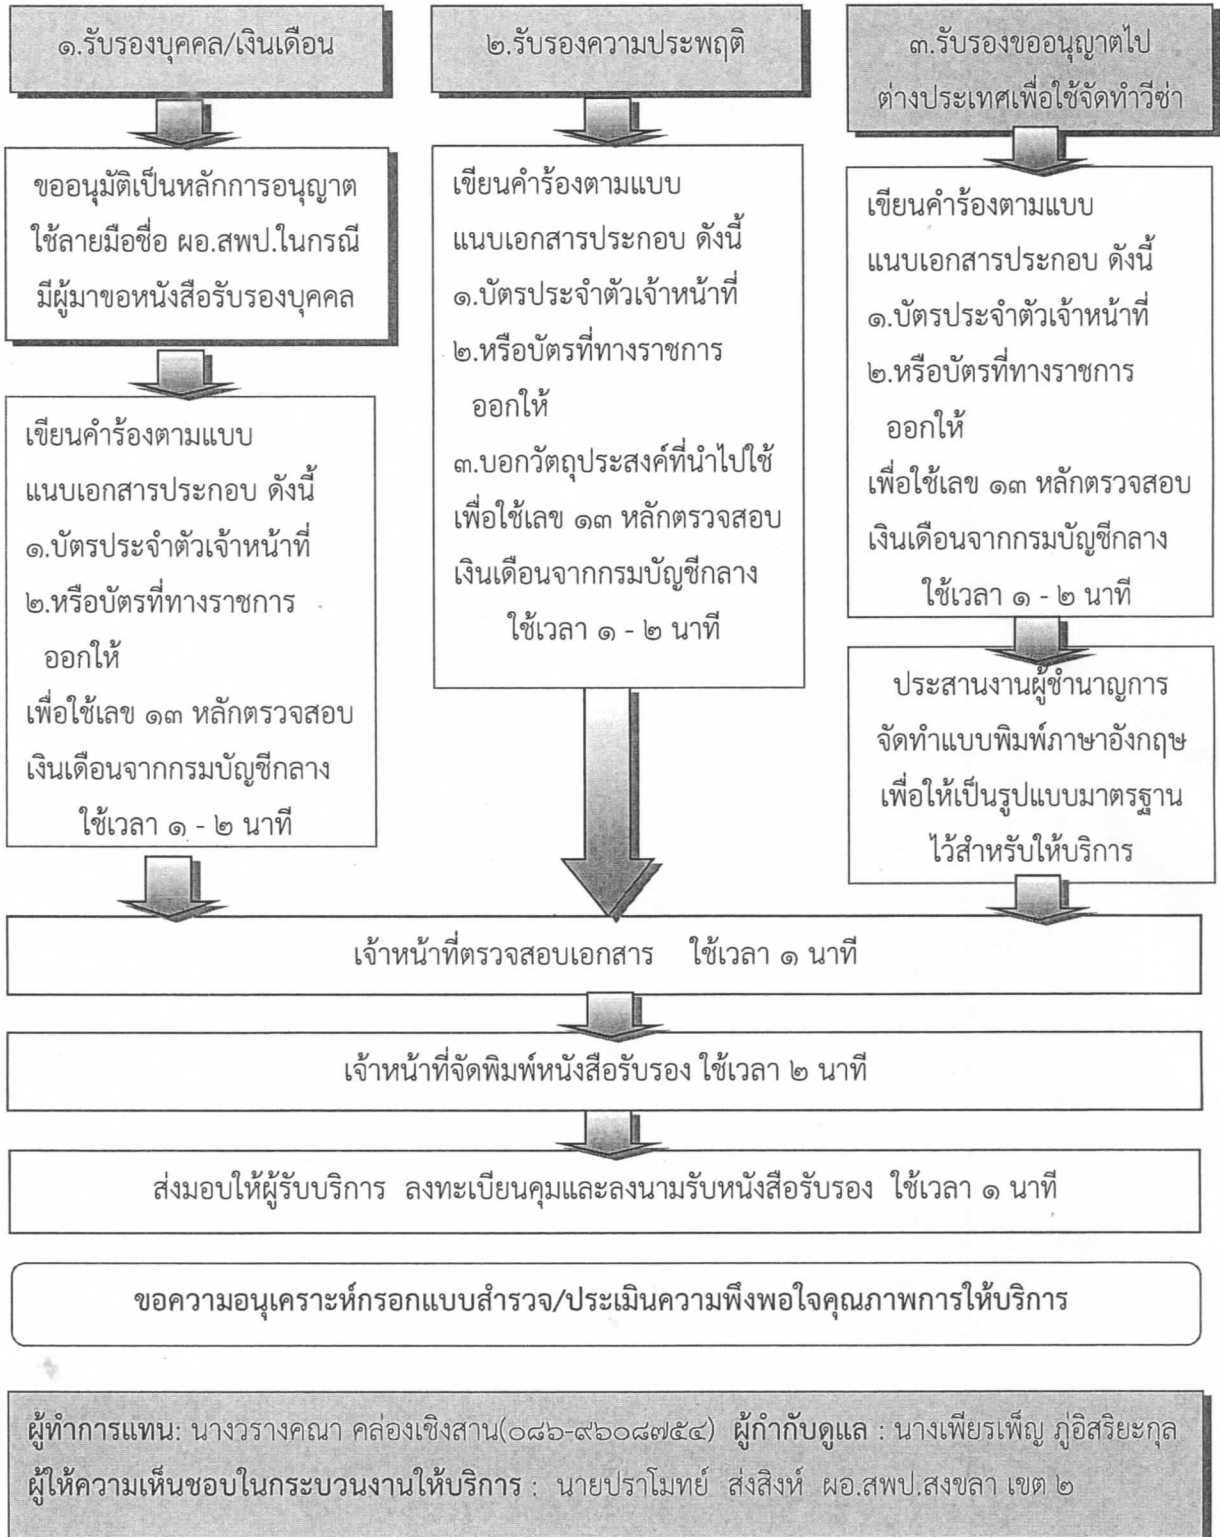 ๑.รับรองบุคคล/เงินเดือน
ขออนุมัติเป็นหลักการอนุญาต
ใช้ลายมือชื่อ ผอ.สพป.ในกรณี
มีผู้มาขอหนังสือรับรองบุคคล
เขียนคำร้องตามแบบ
แนบเอกสารประกอบ ดังนี้
๑.บัตรประจำตัวเจ้าหน้าที่
๒.หรือบัตรที่ทางราชการ
ออกให้
เพื่อใช้เลข ๑๓ หลักตรวจสอบ
เงินเดือนจากกรมบัญชีกลาง
ใช้เวลา ๑ - ๒ นาที
๒.รับรองความประพฤติ
เขียนคำร้องตามแบบ
แนบเอกสารประกอบ ดังนี้
๑.บัตรประจำตัวเจ้าหน้าที่
๒.หรือบัตรที่ทางราชการ
ออกให้
๓.บอกวัตถุประสงค์ที่นำไปใช้
เพื่อใช้เลข ๑๓ หลักตรวจสอบ
เงินเดือนจากกรมบัญชีกลาง
ใช้เวลา ๑ - ๒ นาที
๓.รับรองขออนุญาตไป
ต่างประเทศเพื่อใช้จัดทำวีซ่า
เขียนคำร้องตามแบบ
แนบเอกสารประกอบ ดังนี้
๑.บัตรประจำตัวเจ้าหน้าที่
๒.หรือบัตรที่ทางราชการ
ออกให้
เพื่อใช้เลข ๑๓ หลักตรวจสอบ
เงินเดือนจากกรมบัญชีกลาง
ใช้เวลา ๑ - ๒ นาที
ประสานงานผู้ชำนาญการ
จัดทำแบบพิมพ์ภาษาอังกฤษ
เพื่อให้เป็นรูปแบบมาตรฐาน
ไว้สำหรับให้บริการ
เจ้าหน้าที่ตรวจสอบเอกสาร ใช้เวลา ๑ นาที
เจ้าหน้าที่จัดพิมพ์หนังสือรับรอง ใช้เวลา ๒ นาที
ส่งมอบให้ผู้รับบริการ ลงทะเบียนคุมและลงนามรับหนังสือรับรอง ใช้เวลา ๑ นาที
ขอความอนุเคราะห์กรอกแบบสำรวจ/ประเมินความพึงพอใจคุณภาพการให้บริการ
ผู้ทำการแทน: นางวรางคณา คล่องเชิงสาน(๐๘๖-๙๖๐๘๗๕๔) ผู้กำกับดูแล : นางเพียรเพ็ญ ภู่อิสริยะกุล
ผู้ให้ความเห็นชอบในกระบวนงานให้บริการ : นายปราโมทย์ ส่งสิงห์ ผอ.สพป.สงขลา เขต ๒